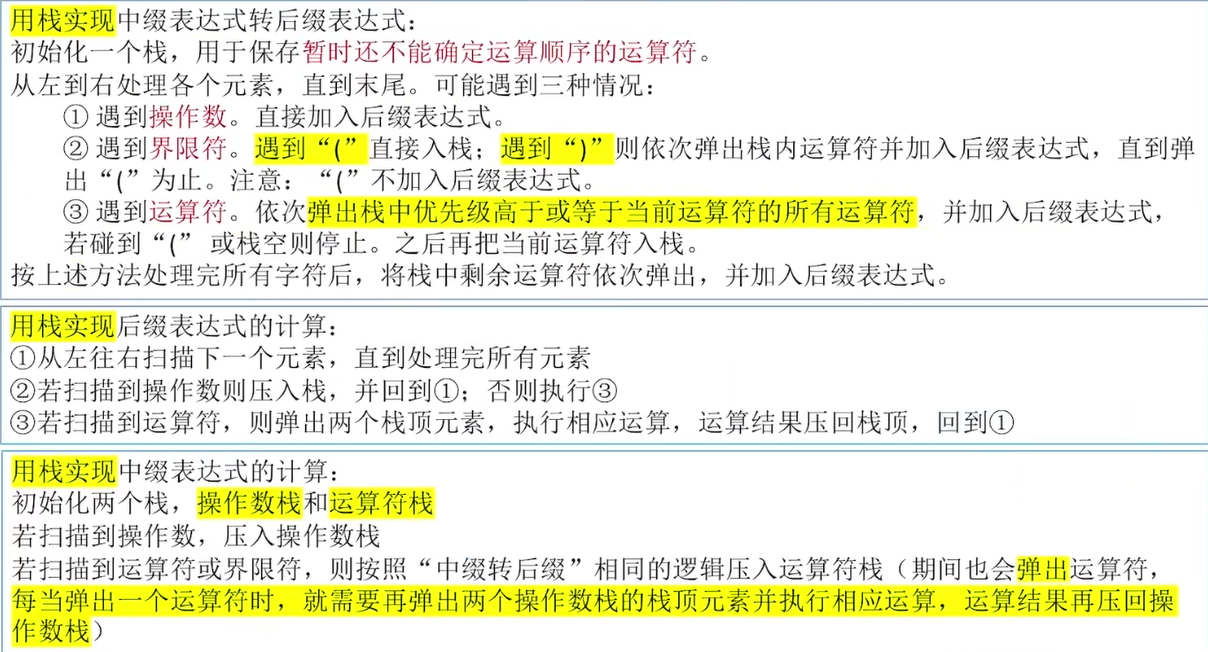 用栈实现中缀表达式转后缀表达式：
初始化一个栈，用于保存暂时还不能确定运算顺序的运算符。
从左到右处理各个元素，直到末尾。可能遇到三种情况：
① 遇到操作数。直接加入后缀表达式。
② 遇到界限符。遇到“(”直接入栈；遇到“)”则依次弹出栈内运算符并加入后缀表达式，直到弹
出“(”为止。注意：“(”不加入后缀表达式。
③ 遇到运算符。依次弹出栈中优先级高于或等于当前运算符的所有运算符，并加入后缀表达式，
若碰到“(” 或栈空则停止。之后再把当前运算符入栈。
按上述方法处理完所有字符后，将栈中剩余运算符依次弹出，并加入后缀表达式。
用栈实现后缀表达式的计算：
①从左往右扫描下一个元素，直到处理完所有元素
②若扫描到操作数则压入栈，并回到①；否则执行③
③若扫描到运算符，则弹出两个栈顶元素，执行相应运算，运算结果压回栈顶，回到①
用栈实现中缀表达式的计算：
初始化两个栈，操作数栈和运算符栈
若扫描到操作数，压入操作数栈
若扫描到运算符或界限符，则按照“中缀转后缀”相同的逻辑压入运算符栈（期间也会弹出运算符，
每当弹出一个运算符时，就需要再弹出两个操作数栈的栈顶元素并执行相应运算，运算结果再压回操
作数栈）